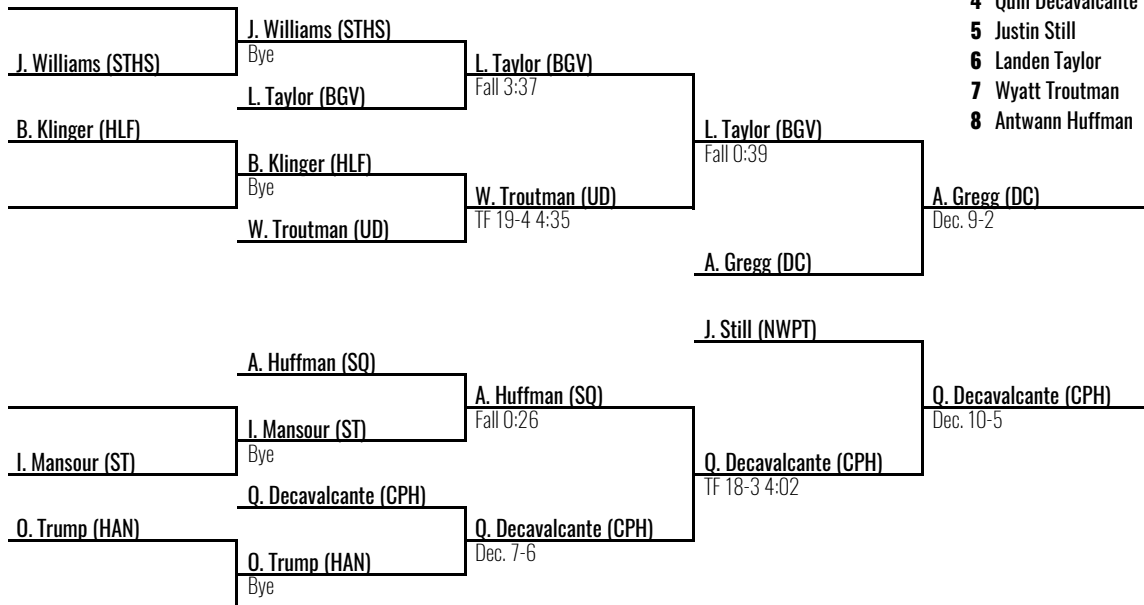 4 Quin Decavalcante
5 Justin Still
6 Landen Taylor
7 Wyatt Troutman
8 Antwann Huffman
J. Williams (STHS)
J. Williams (STHS)
Bye
L. Taylor (BGV)
L. Taylor (BGV)
Fall 3:37
B. Klinger (HLF)
B. Klinger (HLF)
Bye
W. Troutman (UD)
W. Troutman (UD)
TF 19-4 4:35
L. Taylor (BGV)
Fall 0:39
A. Gregg (DC)
A. Gregg (DC)
Dec. 9-2
J. Still (NWPT)
A. Huffman (SQ)
A. Huffman (SQ)
Fall 0:26
I. Mansour (ST)
I. Mansour (ST)
Bye
Q. Decavalcante (CPH)
Dec. 10-5
Q. Decavalcante (CPH)
TF 18-3 4:02
Q. Decavalcante (CPH)
Q. Decavalcante (CPH)
Dec. 7-6
O. Trump (HAN)
O. Trump (HAN)
Bye